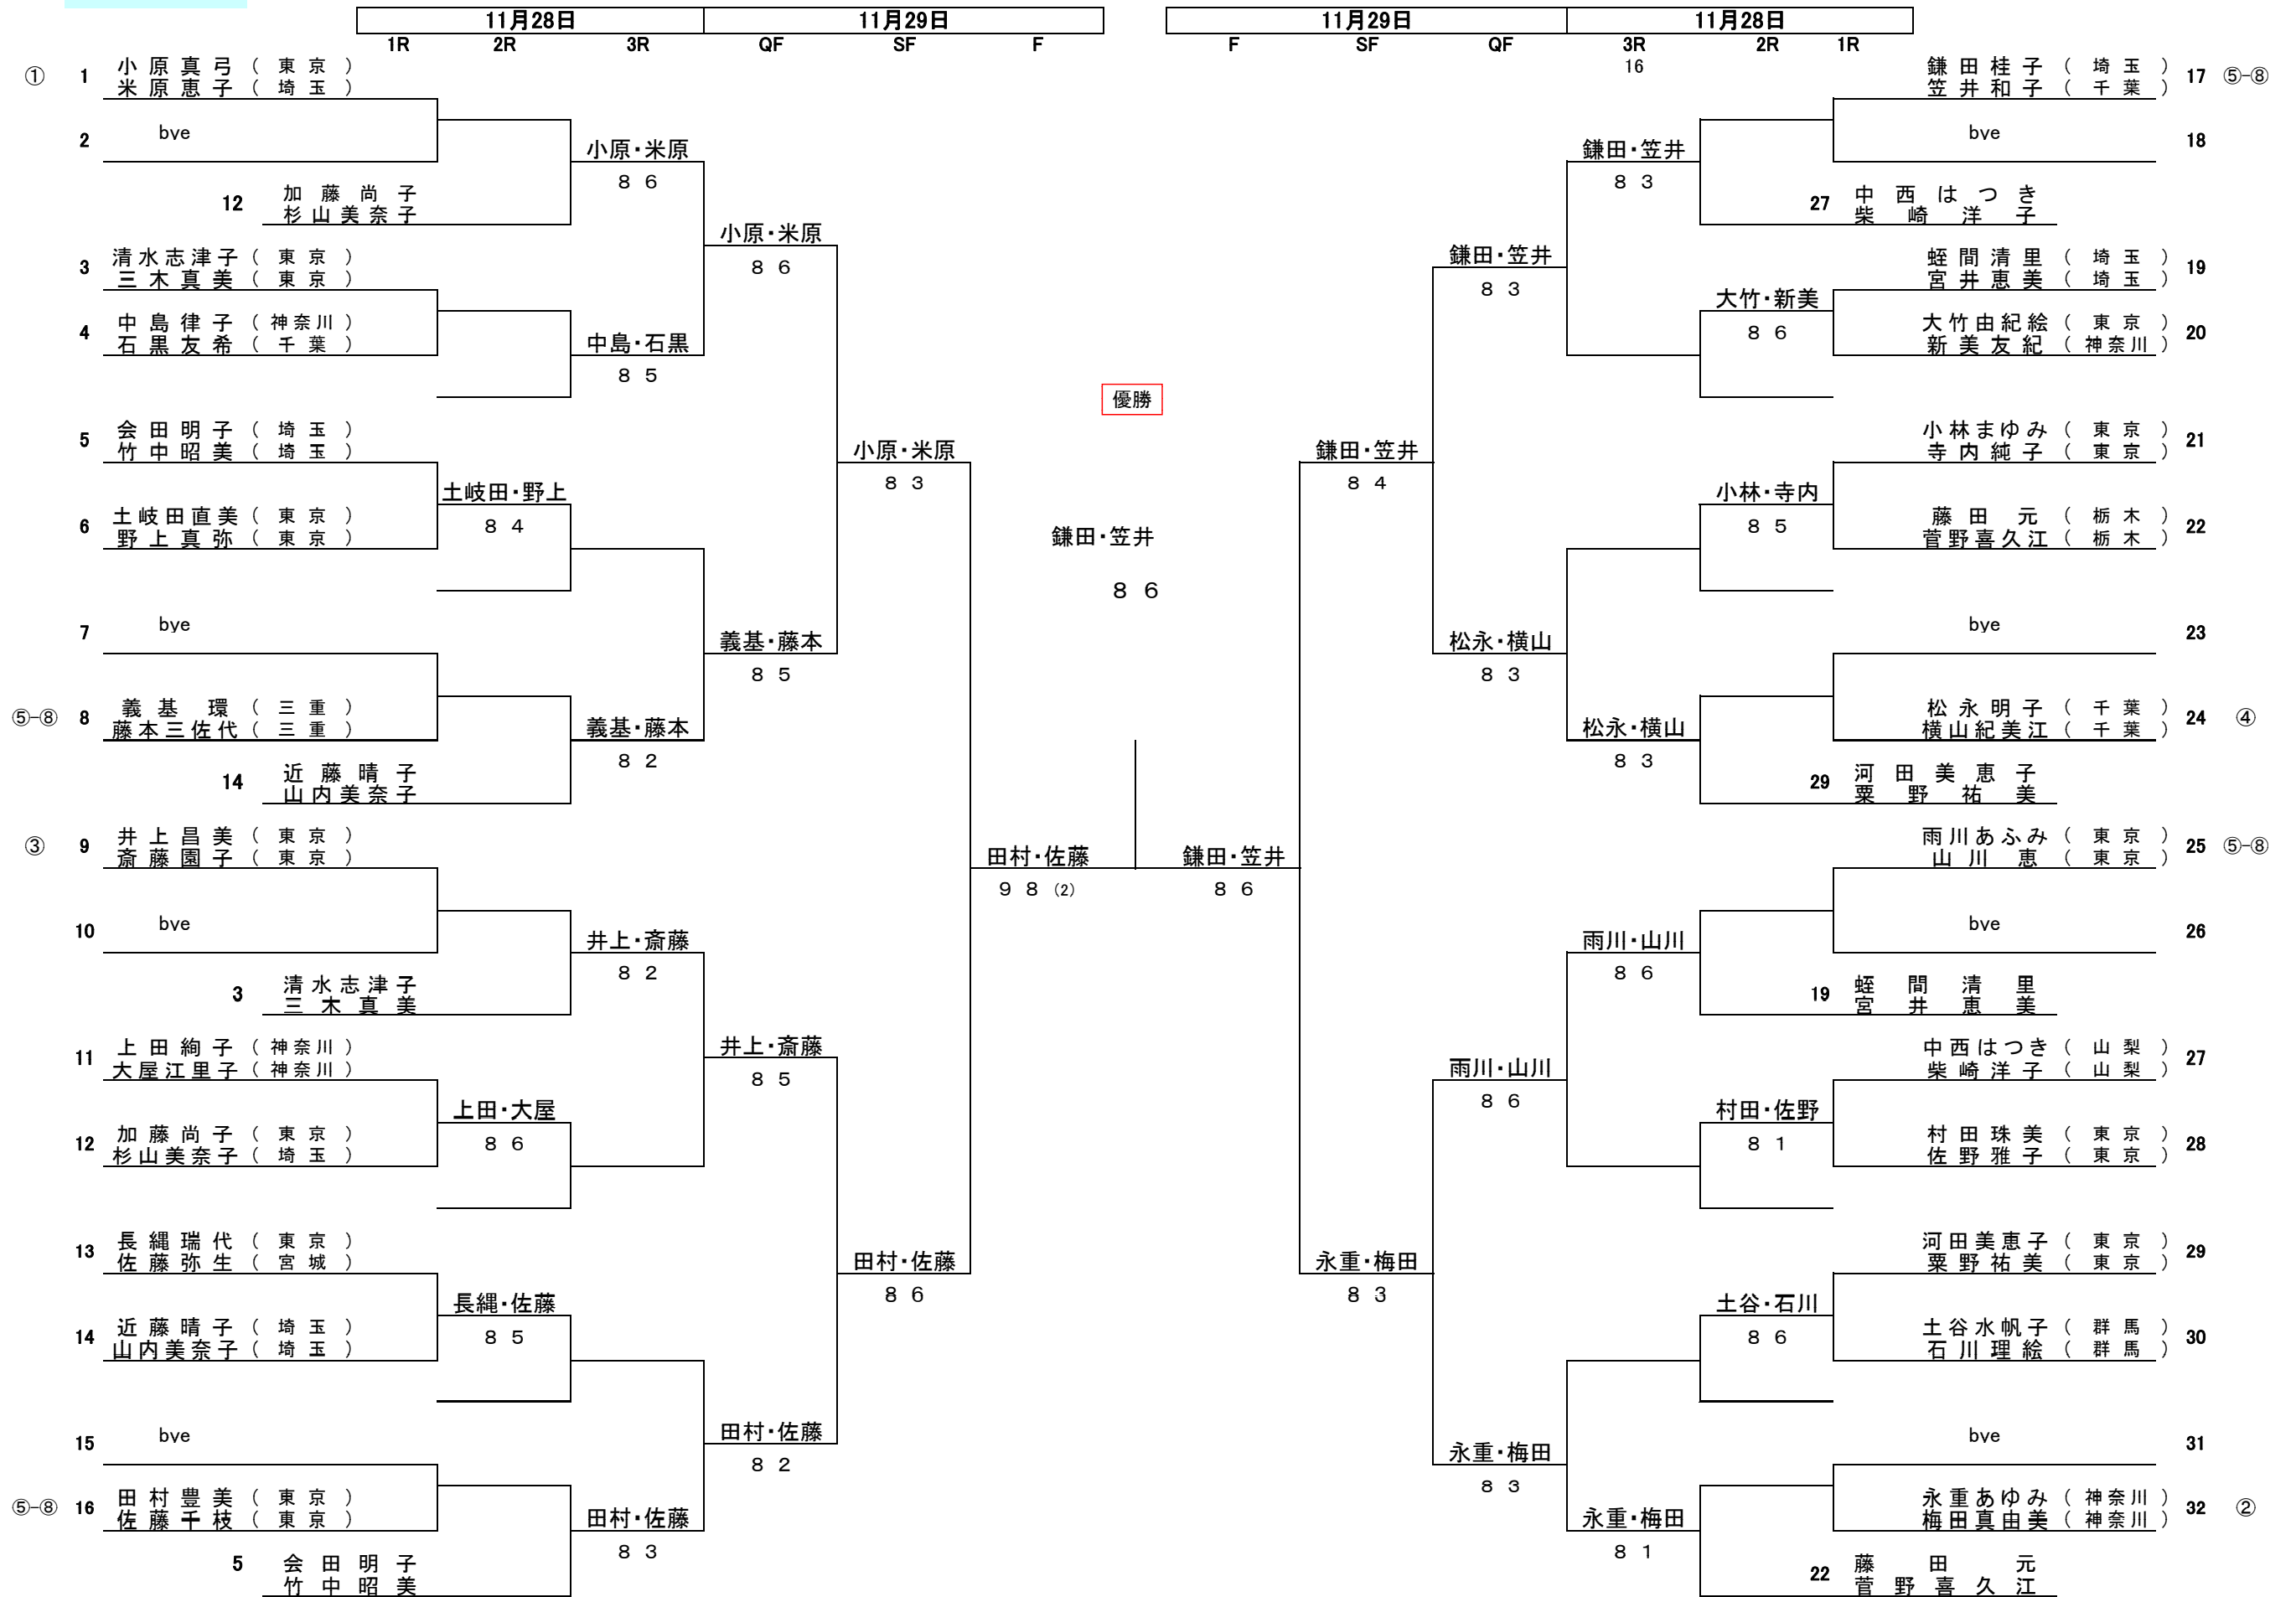 11月28日 11月29日 11月29日 11月28日
1R 2R 3R QF SF F F SF QF 3R 2R 1R
16
① 1 小原真弓（東京）
米原恵子（埼玉）
2 bye
12 加藤尚子
杉山美奈子
小原・米原
8 6
3 清水志津子（東京）
三木真美（東京）
4 中島律子（神奈川）
石黒友希（千葉）
中島・石黒
8 5
小原・米原
8 6
5 会田明子（埼玉）
竹中昭美（埼玉）
6 土岐田直美（東京）
野上真弥（東京）
土岐田・野上
8 4
7 bye
⑤-⑧ 8 義基環（三重）
藤本三佐代（三重）
14 近藤晴子
山内美奈子
義基・藤本
8 2
義基・藤本
8 5
小原・米原
8 3
③ 9 井上昌美（東京）
斎藤園子（東京）
10 bye
3 清水志津子
三木真美
井上・斎藤
8 2
11 上田絢子（神奈川）
大屋江里子（神奈川）
12 加藤尚子（東京）
杉山美奈子（埼玉）
上田・大屋
8 6
井上・斎藤
8 5
13 長縄瑞代（東京）
佐藤弥生（宮城）
14 近藤晴子（埼玉）
山内美奈子（埼玉）
長縄・佐藤
8 5
15 bye
⑤-⑧ 16 田村豊美（東京）
佐藤千枝（東京）
5 会田明子
竹中昭美
田村・佐藤
8 3
田村・佐藤
8 2
田村・佐藤
8 6
田村・佐藤
9 8 (2)
優勝
鎌田・笠井
8 6
鎌田・笠井
8 6
鎌田桂子（埼玉） 17 ⑤-⑧
笠井和子（千葉）
bye 18
27 中西はつき
柴崎洋子
鎌田・笠井
8 3
蛭間清里（埼玉） 19
宮井恵美（埼玉）
大竹由紀絵（東京） 20
新美友紀（神奈川）
大竹・新美
8 6
鎌田・笠井
8 3
小林まゆみ（東京） 21
寺内純子（東京）
藤田元（栃木） 22
菅野喜久江（栃木）
小林・寺内
8 5
bye 23
松永明子（千葉） 24 ④
横山紀美江（千葉）
29 河田美恵子
粟野祐美
松永・横山
8 3
松永・横山
8 3
鎌田・笠井
8 4
雨川あふみ（東京） 25 ⑤-⑧
山川恵（東京）
bye 26
19 蛭間清里
宮井恵美
雨川・山川
8 6
中西はつき（山梨） 27
柴崎洋子（山梨）
村田珠美（東京） 28
佐野雅子（東京）
村田・佐野
8 1
雨川・山川
8 6
河田美恵子（東京） 29
粟野祐美（東京）
土谷水帆子（群馬） 30
石川理絵（群馬）
土谷・石川
8 6
bye 31
永重あゆみ（神奈川） 32 ②
梅田真由美（神奈川）
22 藤田元
菅野喜久江
永重・梅田
8 1
永重・梅田
8 3
永重・梅田
8 3